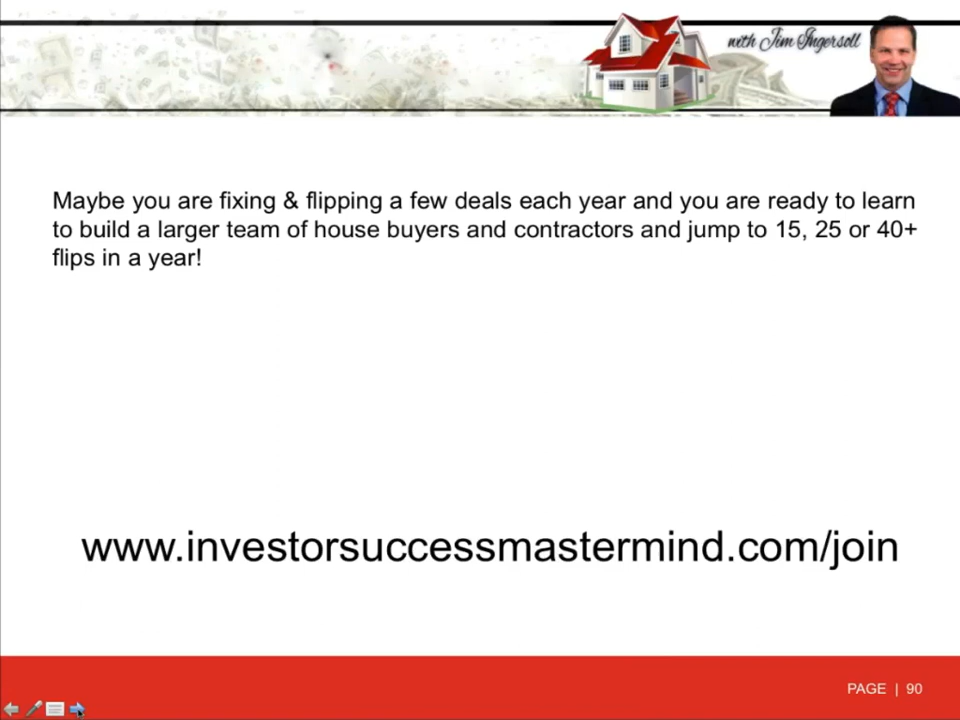 with Jim Ingersoll
Maybe you are fixing & flipping a few deals each year and you are ready to learn
to build a larger team of house buyers and contractors and jump to 15, 25 or 40+
flips in a year!
www.investorsuccessmastermind.com/join
PAGE | 90